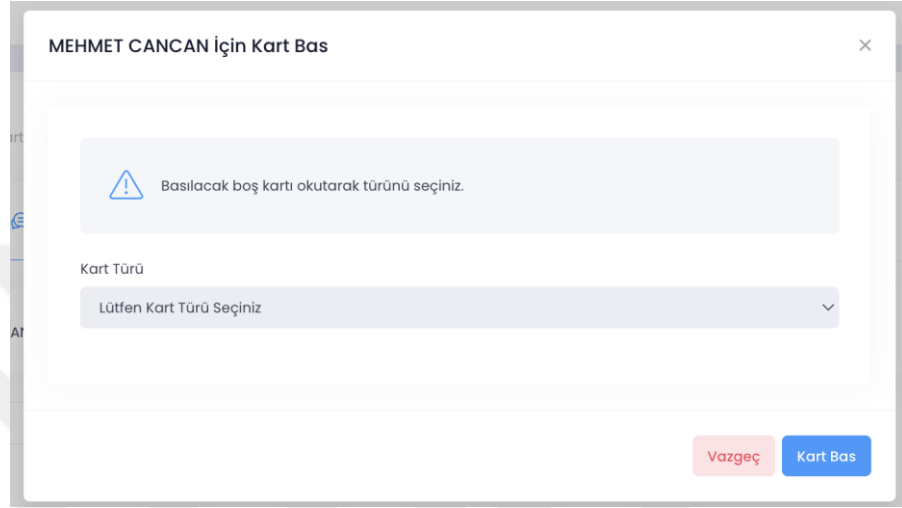 MEHMET CANCAN İçin Kart Bas
Basılacak boş kartı okutarak türünü seçiniz.
Kart Türü
Lütfen Kart Türü Seçiniz
Vazgeç
Kart Bas